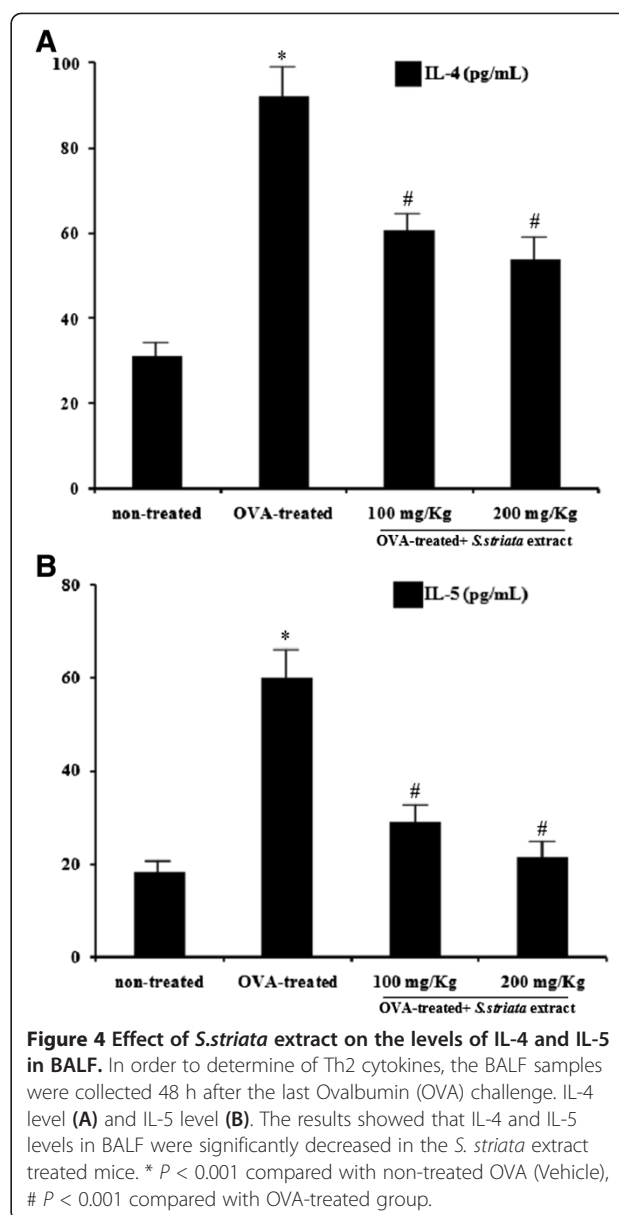 A
100
80
60
40
20
0
IL-4 (pg/mL)
*
#
#
non-treated OVA-treated 100 mg/Kg 200 mg/Kg
OVA-treated+ S.striata extract
B
80
60
40
20
0
IL-5 (pg/mL)
*
#
#
non-treated OVA-treated 100 mg/Kg 200 mg/Kg
OVA-treated+ S.striata extract
Figure 4 Effect of S.striata extract on the levels of IL-4 and IL-5
in BALF. In order to determine of Th2 cytokines, the BALF samples
were collected 48 h after the last Ovalbumin (OVA) challenge. IL-4
level (A) and IL-5 level (B). The results showed that IL-4 and IL-5
levels in BALF were significantly decreased in the S. striata extract
treated mice. * P < 0.001 compared with non-treated OVA (Vehicle),
# P < 0.001 compared with OVA-treated group.